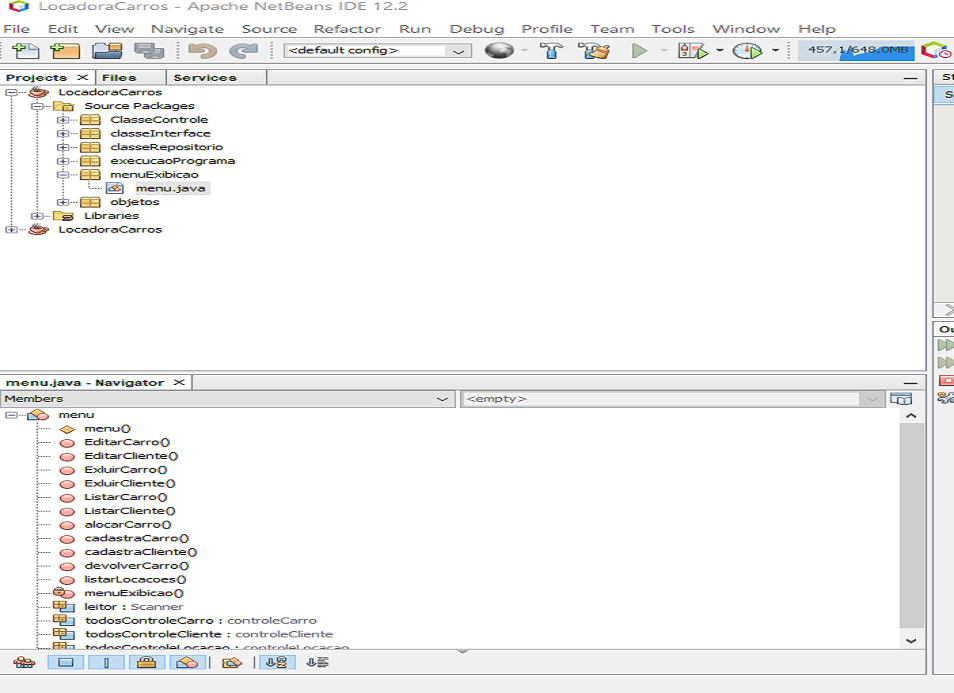 LocadoraCarros - Apache NetBeans IDE 12.2
File Edit View Navigate Source Refactor Run Debug Profile Team Tools Window Help
<default config> 457,1/648,0MB
Projects Files Services
LocadoraCarros
Source Packages
ClasseControle
classeInterface
classeRepositorio
execucaoPrograma
menuExibicao
menu.java
objetos
Libraries
LocadoraCarros
menu.java - Navigator
Members <empty>
menu
menu()
EditarCarro()
EditarCliente()
ExluirCarro()
ExluirCliente()
ListarCarro()
ListarCliente()
alocarCarro()
cadastraCarro()
cadastraCliente()
devolverCarro()
listarLocacoes()
menuExibicao()
leitor : Scanner
todosControleCarro : controleCarro
todosControleCliente : controleCliente
todosControleLocacao : controleLocacao